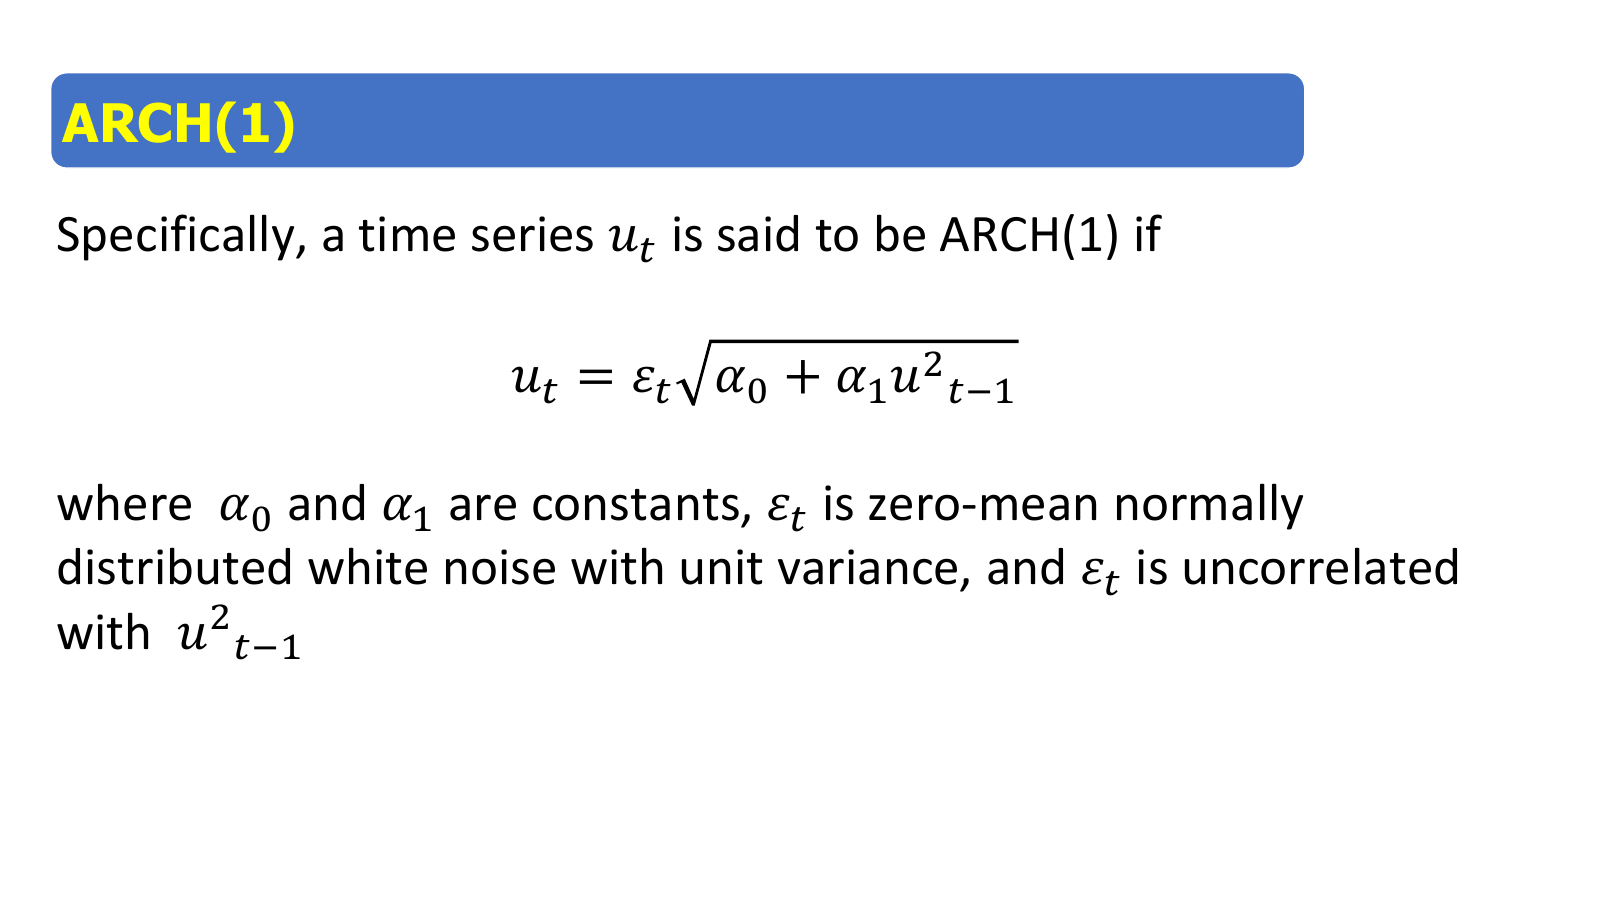 ARCH(1)
Specifically, a time series 𝑢ₜ is said to be ARCH(1) if
𝑢ₜ = 𝜀ₜ√(𝛼₀ + 𝛼₁𝑢²ₜ₋₁)
where 𝛼₀ and 𝛼₁ are constants, 𝜀ₜ is zero-mean normally
distributed white noise with unit variance, and 𝜀ₜ is uncorrelated
with 𝑢²ₜ₋₁